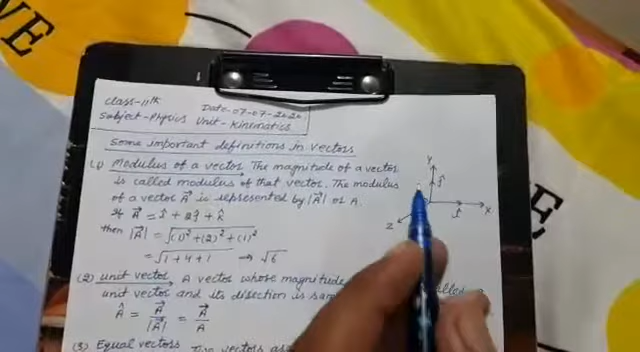 Class-11th Date-07-07-202
Subject-Physics Unit-Kinematics
Some important definitions in Vectors
(1) Modulus of a vector The magnitude of a vector
is called modulus of that vector. The modulus
of a vector A⃗ is represented by |A⃗| or A.
If A⃗ = î + 2ĵ + k̂
then |A⃗| = √(1)² + (2)² + (1)²
= √1 + 4 + 1 → √6
(2) unit vector A vector whose magnitude
unit vector and its direction is sam
Â = A⃗/|A⃗| = A⃗/A
(3) Equal vectors Two vectors a
Y
ĵ
X
î
Z